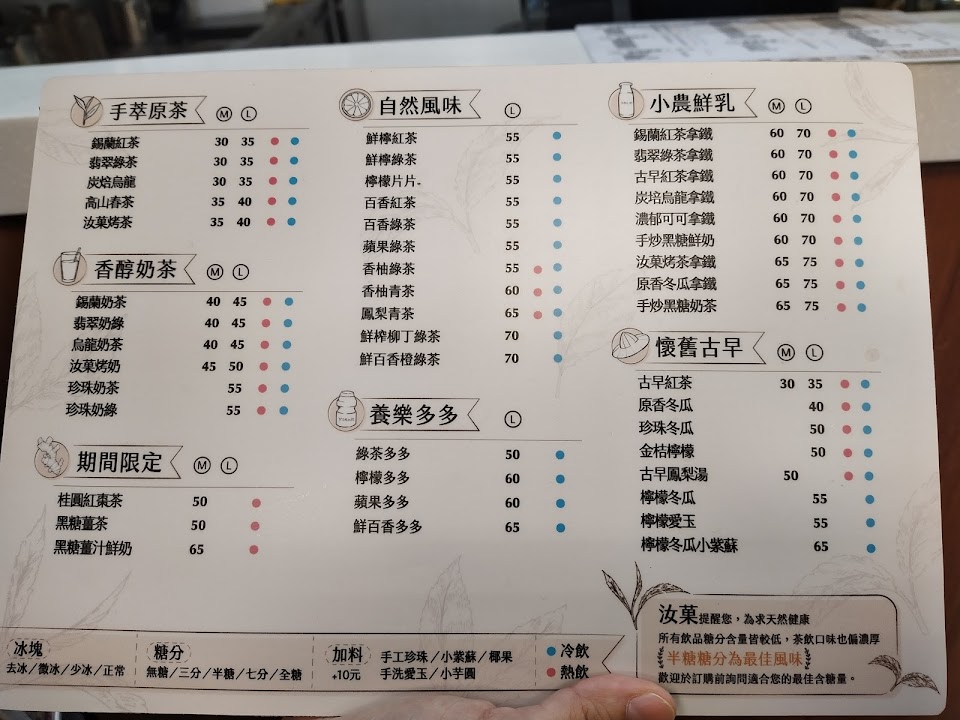 手萃原茶 M L
錫蘭紅茶 30 35
翡翠綠茶 30 35
炭焙烏龍 30 35
高山春茶 35 40
汝菓烤茶 35 40
香醇奶茶 M L
錫蘭奶茶 40 45
翡翠奶綠 40 45
烏龍奶茶 40 45
汝菓烤奶 45 50
珍珠奶茶 55
珍珠奶綠 55
期間限定 M L
桂圓紅棗茶 50
黑糖薑茶 50
黑糖薑汁鮮奶 65
自然風味 L
鮮檸紅茶 55
鮮檸綠茶 55
檸檬片片 55
百香紅茶 55
百香綠茶 55
蘋果綠茶 55
香柚綠茶 55
香柚青茶 60
鳳梨青茶 65
鮮榨柳丁綠茶 70
鮮百香橙綠茶 70
養樂多多 L
綠茶多多 50
檸檬多多 60
蘋果多多 60
鮮百香多多 65
小農鮮乳 M L
錫蘭紅茶拿鐵 60 70
翡翠綠茶拿鐵 60 70
古早紅茶拿鐵 60 70
炭焙烏龍拿鐵 60 70
濃郁可可拿鐵 60 70
手炒黑糖鮮奶 60 70
汝菓烤茶拿鐵 65 75
原香冬瓜拿鐵 65 75
手炒黑糖奶茶 65 75
懷舊古早 M L
古早紅茶 30 35
原香冬瓜 40
珍珠冬瓜 50
金桔檸檬 50
古早鳳梨湯 50
檸檬冬瓜 55
檸檬愛玉 55
檸檬冬瓜小紫蘇 65
冰塊
去冰/微冰/少冰/正常
糖分
無糖/三分/半糖/七分/全糖
加料
+10元
手工珍珠/小紫蘇/椰果
手洗愛玉/小芋圓
冷飲
熱飲
汝菓提醒您，為求天然健康
所有飲品糖分含量皆較低，茶飲口味也偏濃厚
半糖糖分為最佳風味
歡迎於訂購前詢問適合您的最佳含糖量。